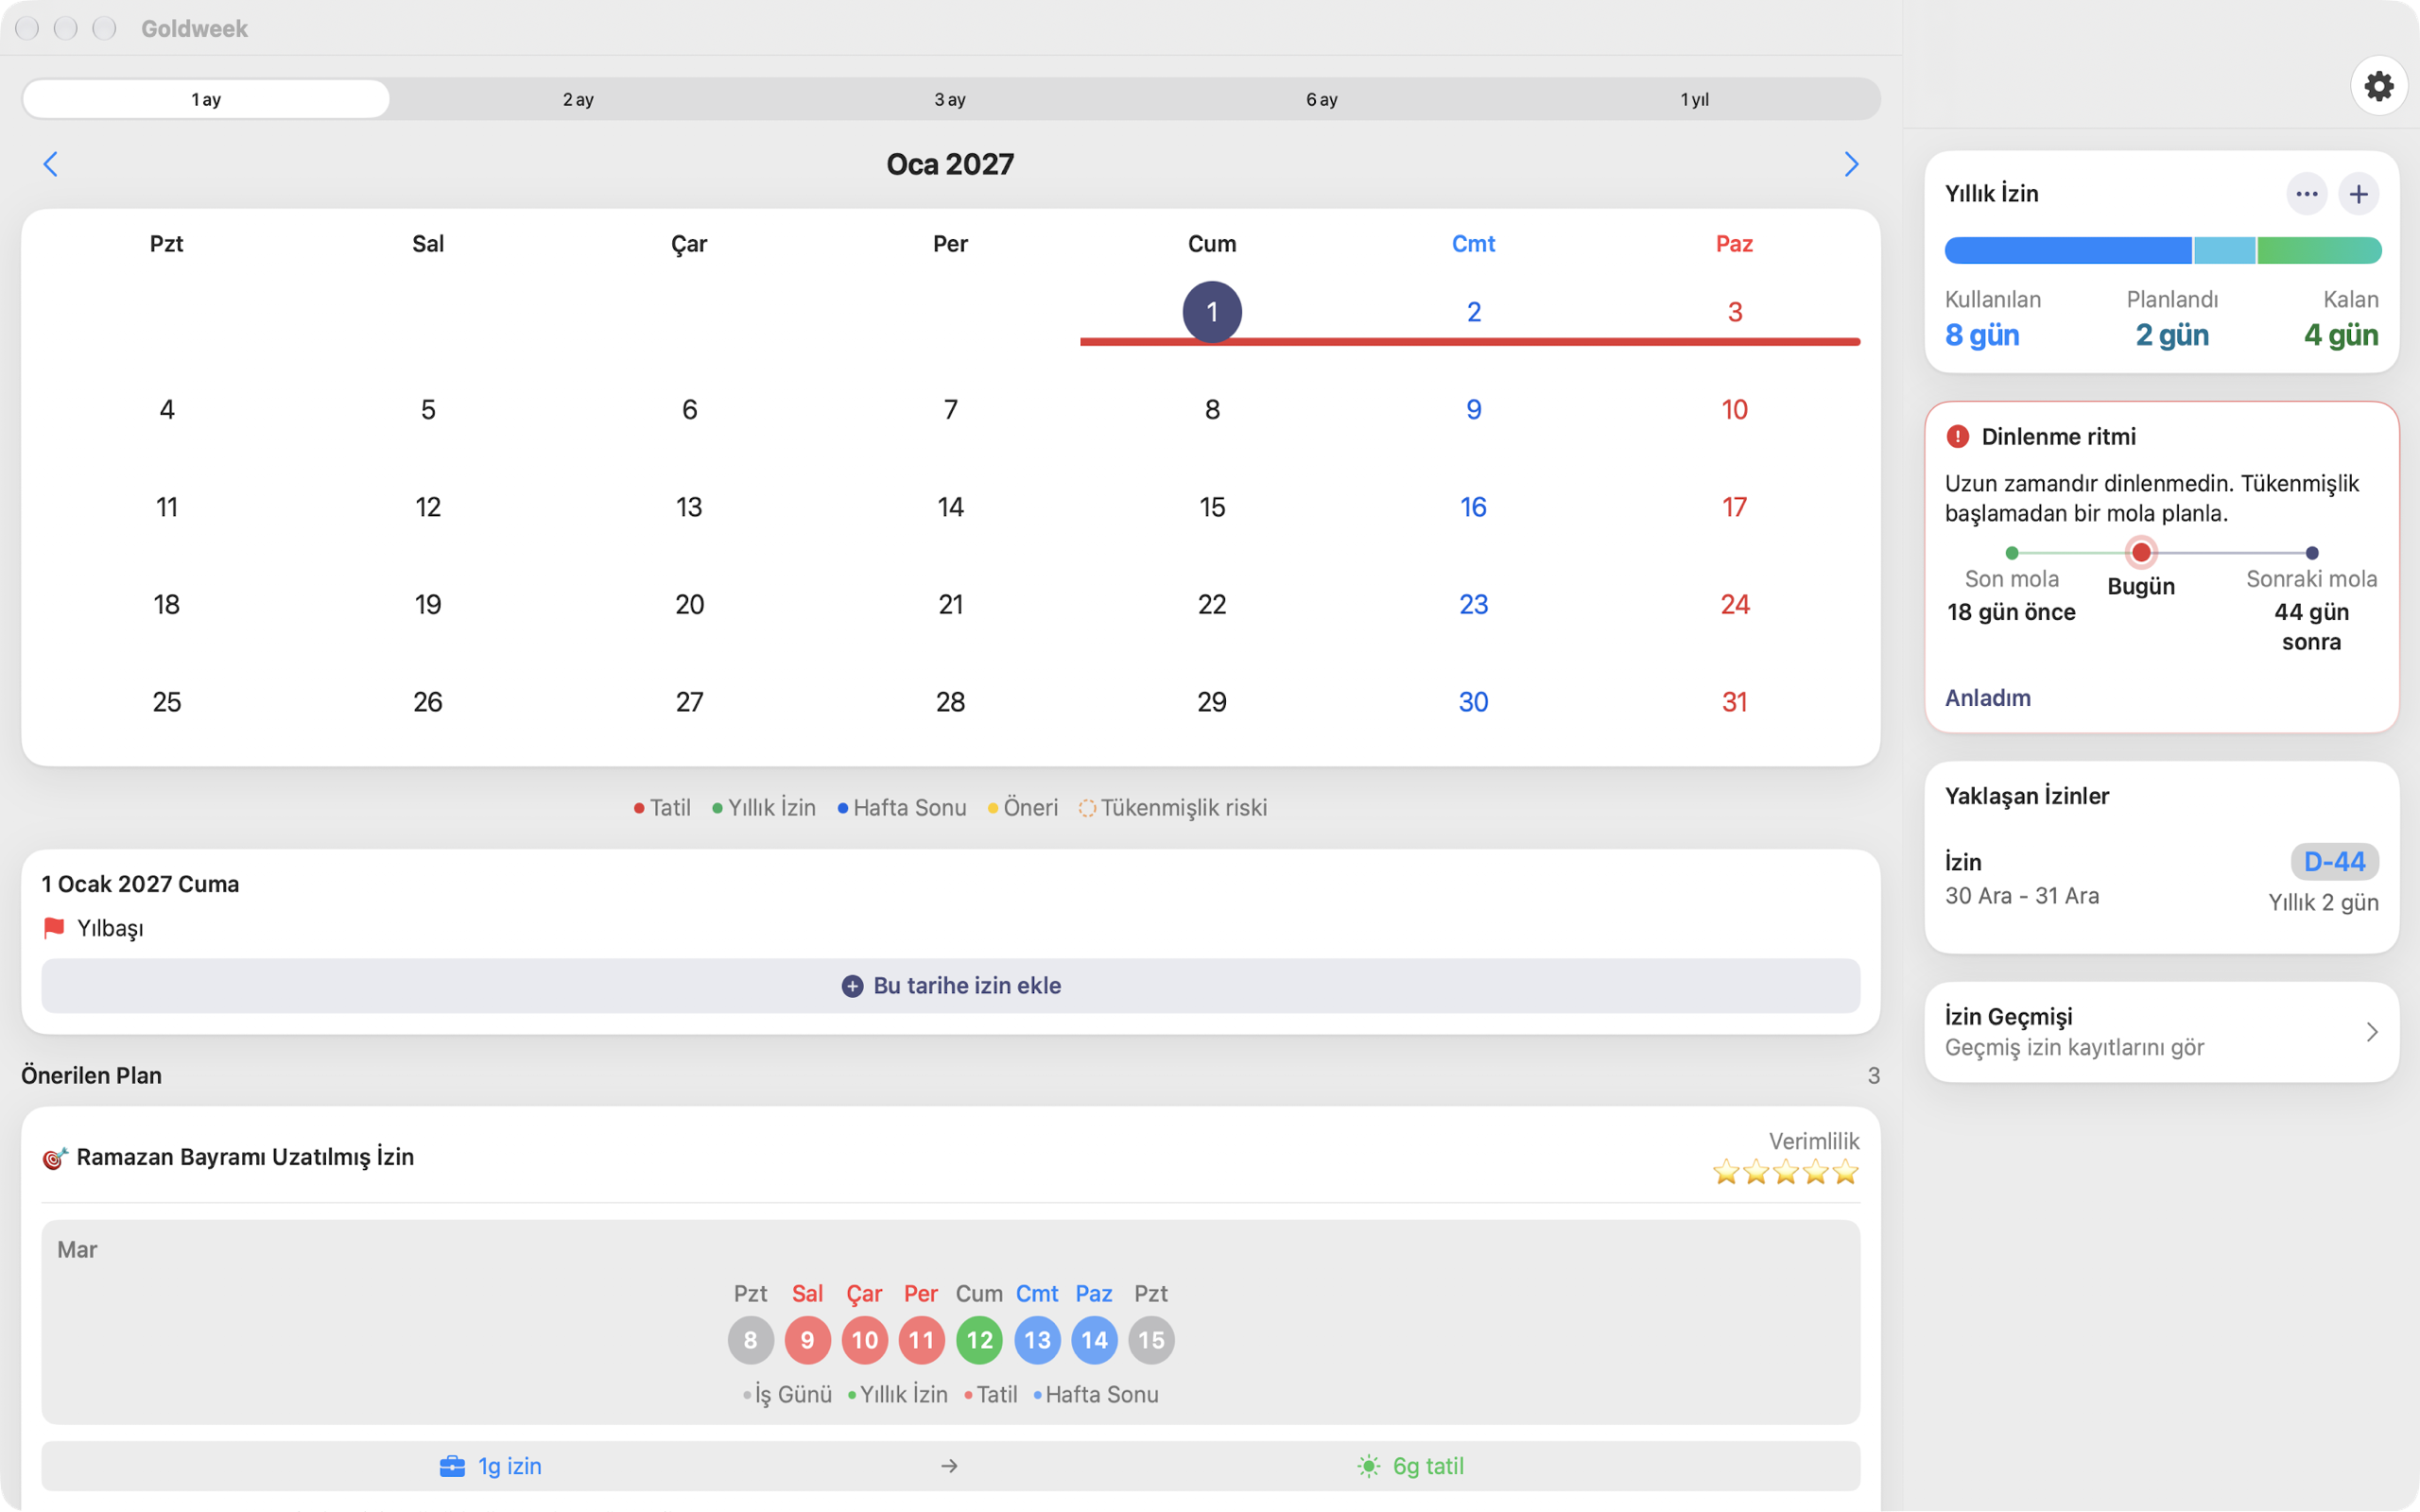 Goldweek
1 ay 2 ay 3 ay 6 ay 1 yıl
Oca 2027
Pzt Sal Çar Per Cum Cmt Paz
1 2 3
4 5 6 7 8 9 10
11 12 13 14 15 16 17
18 19 20 21 22 23 24
25 26 27 28 29 30 31
Tatil Yıllık İzin Hafta Sonu Öneri Tükenmişlik riski
1 Ocak 2027 Cuma
Yılbaşı
Bu tarihe izin ekle
Önerilen Plan 3
Ramazan Bayramı Uzatılmış İzin
Verimlilik
Mar
Pzt Sal Çar Per Cum Cmt Paz Pzt
8 9 10 11 12 13 14 15
İş Günü Yıllık İzin Tatil Hafta Sonu
1g izin → 6g tatil
Yıllık İzin
Kullanılan Planlandı Kalan
8 gün 2 gün 4 gün
Dinlenme ritmi
Uzun zamandır dinlenmedin. Tükenmişlik
başlamadan bir mola planla.
Son mola Bugün Sonraki mola
18 gün önce 44 gün
sonra
Anladım
Yaklaşan İzinler
İzin D-44
30 Ara - 31 Ara Yıllık 2 gün
İzin Geçmişi
Geçmiş izin kayıtlarını gör